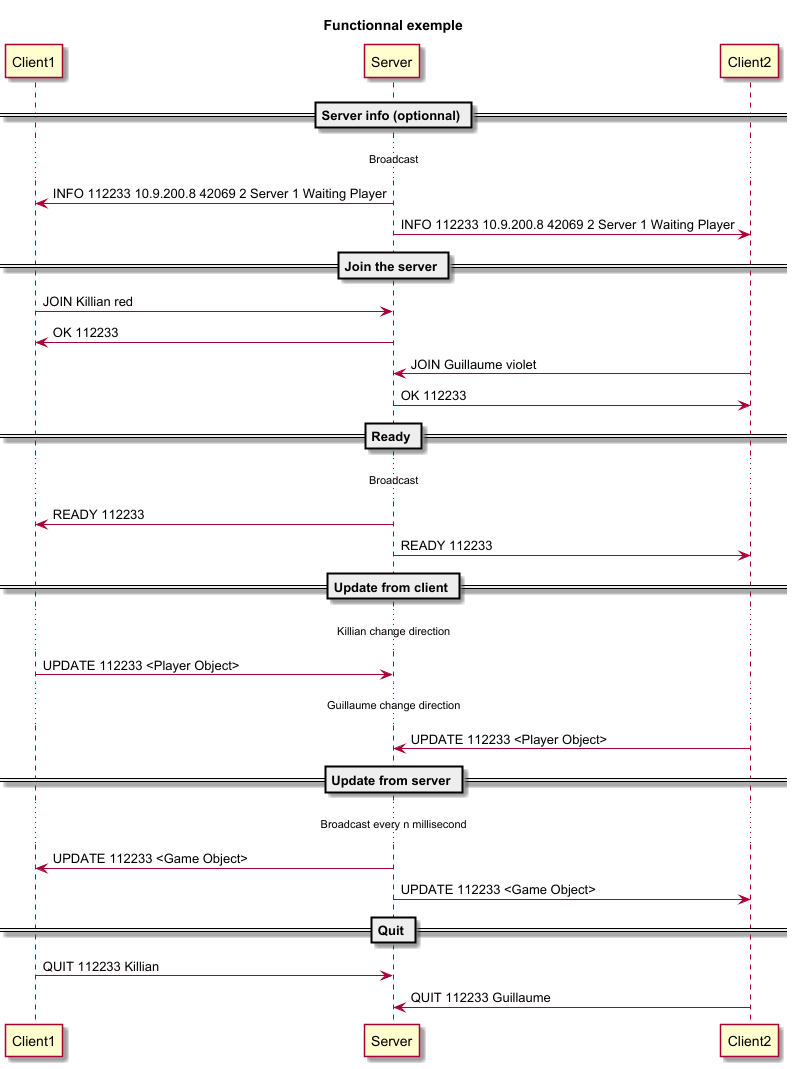 Functionnal exemple
Client1 Server Client2
Server info (optionnal)
Broadcast
INFO 112233 10.9.200.8 42069 2 Server 1 Waiting Player
INFO 112233 10.9.200.8 42069 2 Server 1 Waiting Player
Join the server
JOIN Killian red
OK 112233
JOIN Guillaume violet
OK 112233
Ready
Broadcast
READY 112233
READY 112233
Update from client
Killian change direction
UPDATE 112233 <Player Object>
Guillaume change direction
UPDATE 112233 <Player Object>
Update from server
Broadcast every n millisecond
UPDATE 112233 <Game Object>
UPDATE 112233 <Game Object>
Quit
QUIT 112233 Killian
QUIT 112233 Guillaume
Client1 Server Client2